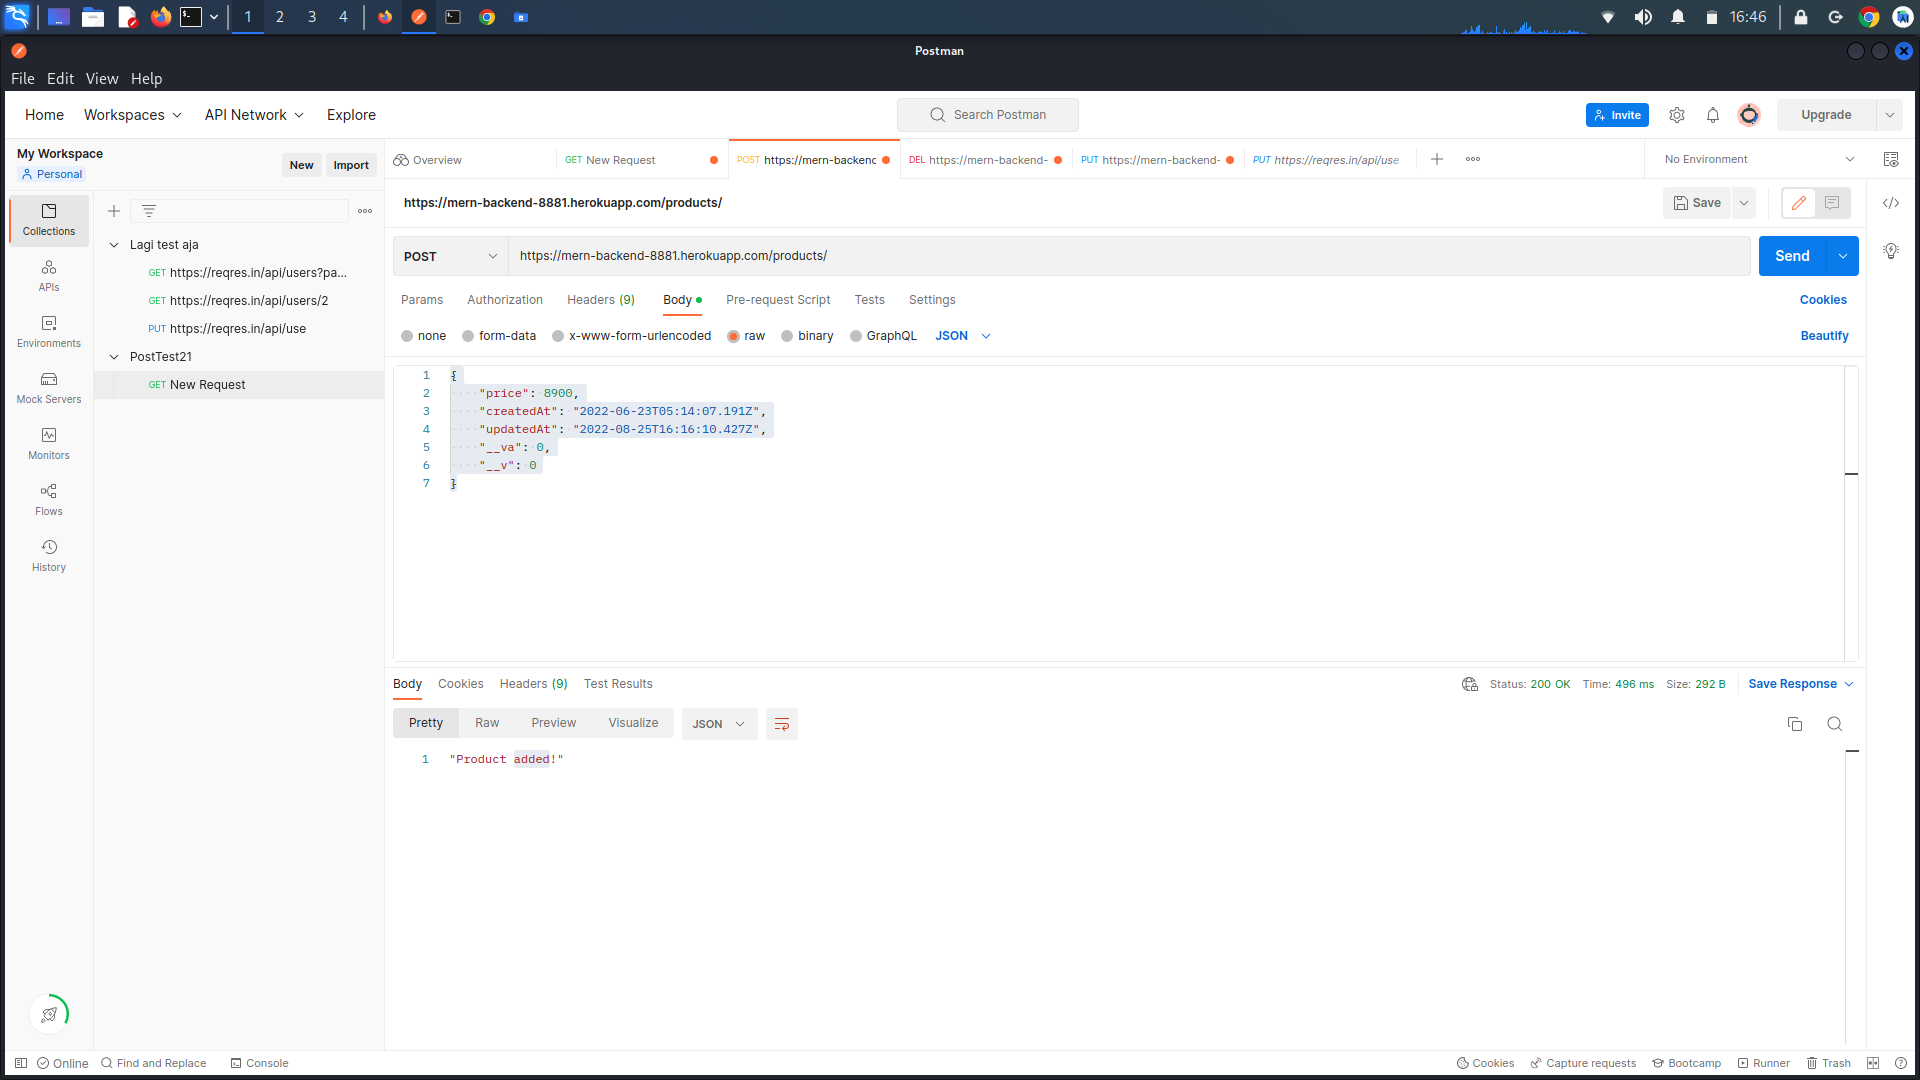 1 2 3 4 16:46
Postman
File Edit View Help
Home Workspaces API Network Explore Search Postman Invite Upgrade
My Workspace
Personal
New Import
Overview GET New Request POST https://mern-backenc DEL https://mern-backend- PUT https://mern-backend- PUT https://reqres.in/api/use No Environment
https://mern-backend-8881.herokuapp.com/products/ Save
Collections
APIs
Environments
Mock Servers
Monitors
Flows
History
Lagi test aja
GET https://reqres.in/api/users?pa...
GET https://reqres.in/api/users/2
PUT https://reqres.in/api/use
PostTest21
GET New Request
POST https://mern-backend-8881.herokuapp.com/products/ Send
Params Authorization Headers (9) Body Pre-request Script Tests Settings Cookies
none form-data x-www-form-urlencoded raw binary GraphQL JSON Beautify
1 {
2 "price": 8900,
3 "createdAt": "2022-06-23T05:14:07.191Z",
4 "updatedAt": "2022-08-25T16:16:10.427Z",
5 "__va": 0,
6 "__v": 0
7 }
Body Cookies Headers (9) Test Results Status: 200 OK Time: 496 ms Size: 292 B Save Response
Pretty Raw Preview Visualize JSON
1 "Product added!"
Online Find and Replace Console Cookies Capture requests Bootcamp Runner Trash